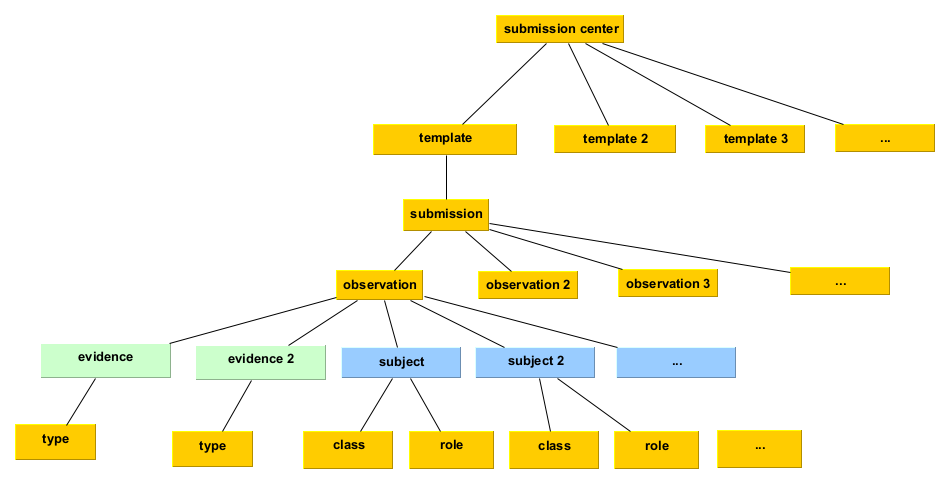 submission center
template
template 2
template 3
...
submission
observation
observation 2
observation 3
...
evidence
evidence 2
subject
subject 2
...
type
type
class
role
class
role
...